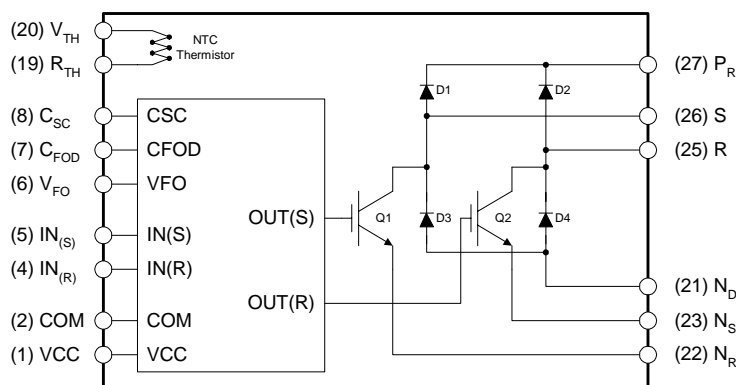 (20) VTH
NTC
Thermistor
(19) RTH
(27) PR
D1
D2
(8) CSC
CSC
(26) S
(7) CFOD
CFOD
(25) R
(6) VFO
VFO
OUT(S)
Q1
D3
Q2
D4
(5) IN(S)
IN(S)
(4) IN(R)
IN(R)
(21) ND
OUT(R)
(2) COM
COM
(23) NS
(1) VCC
VCC
(22) NR